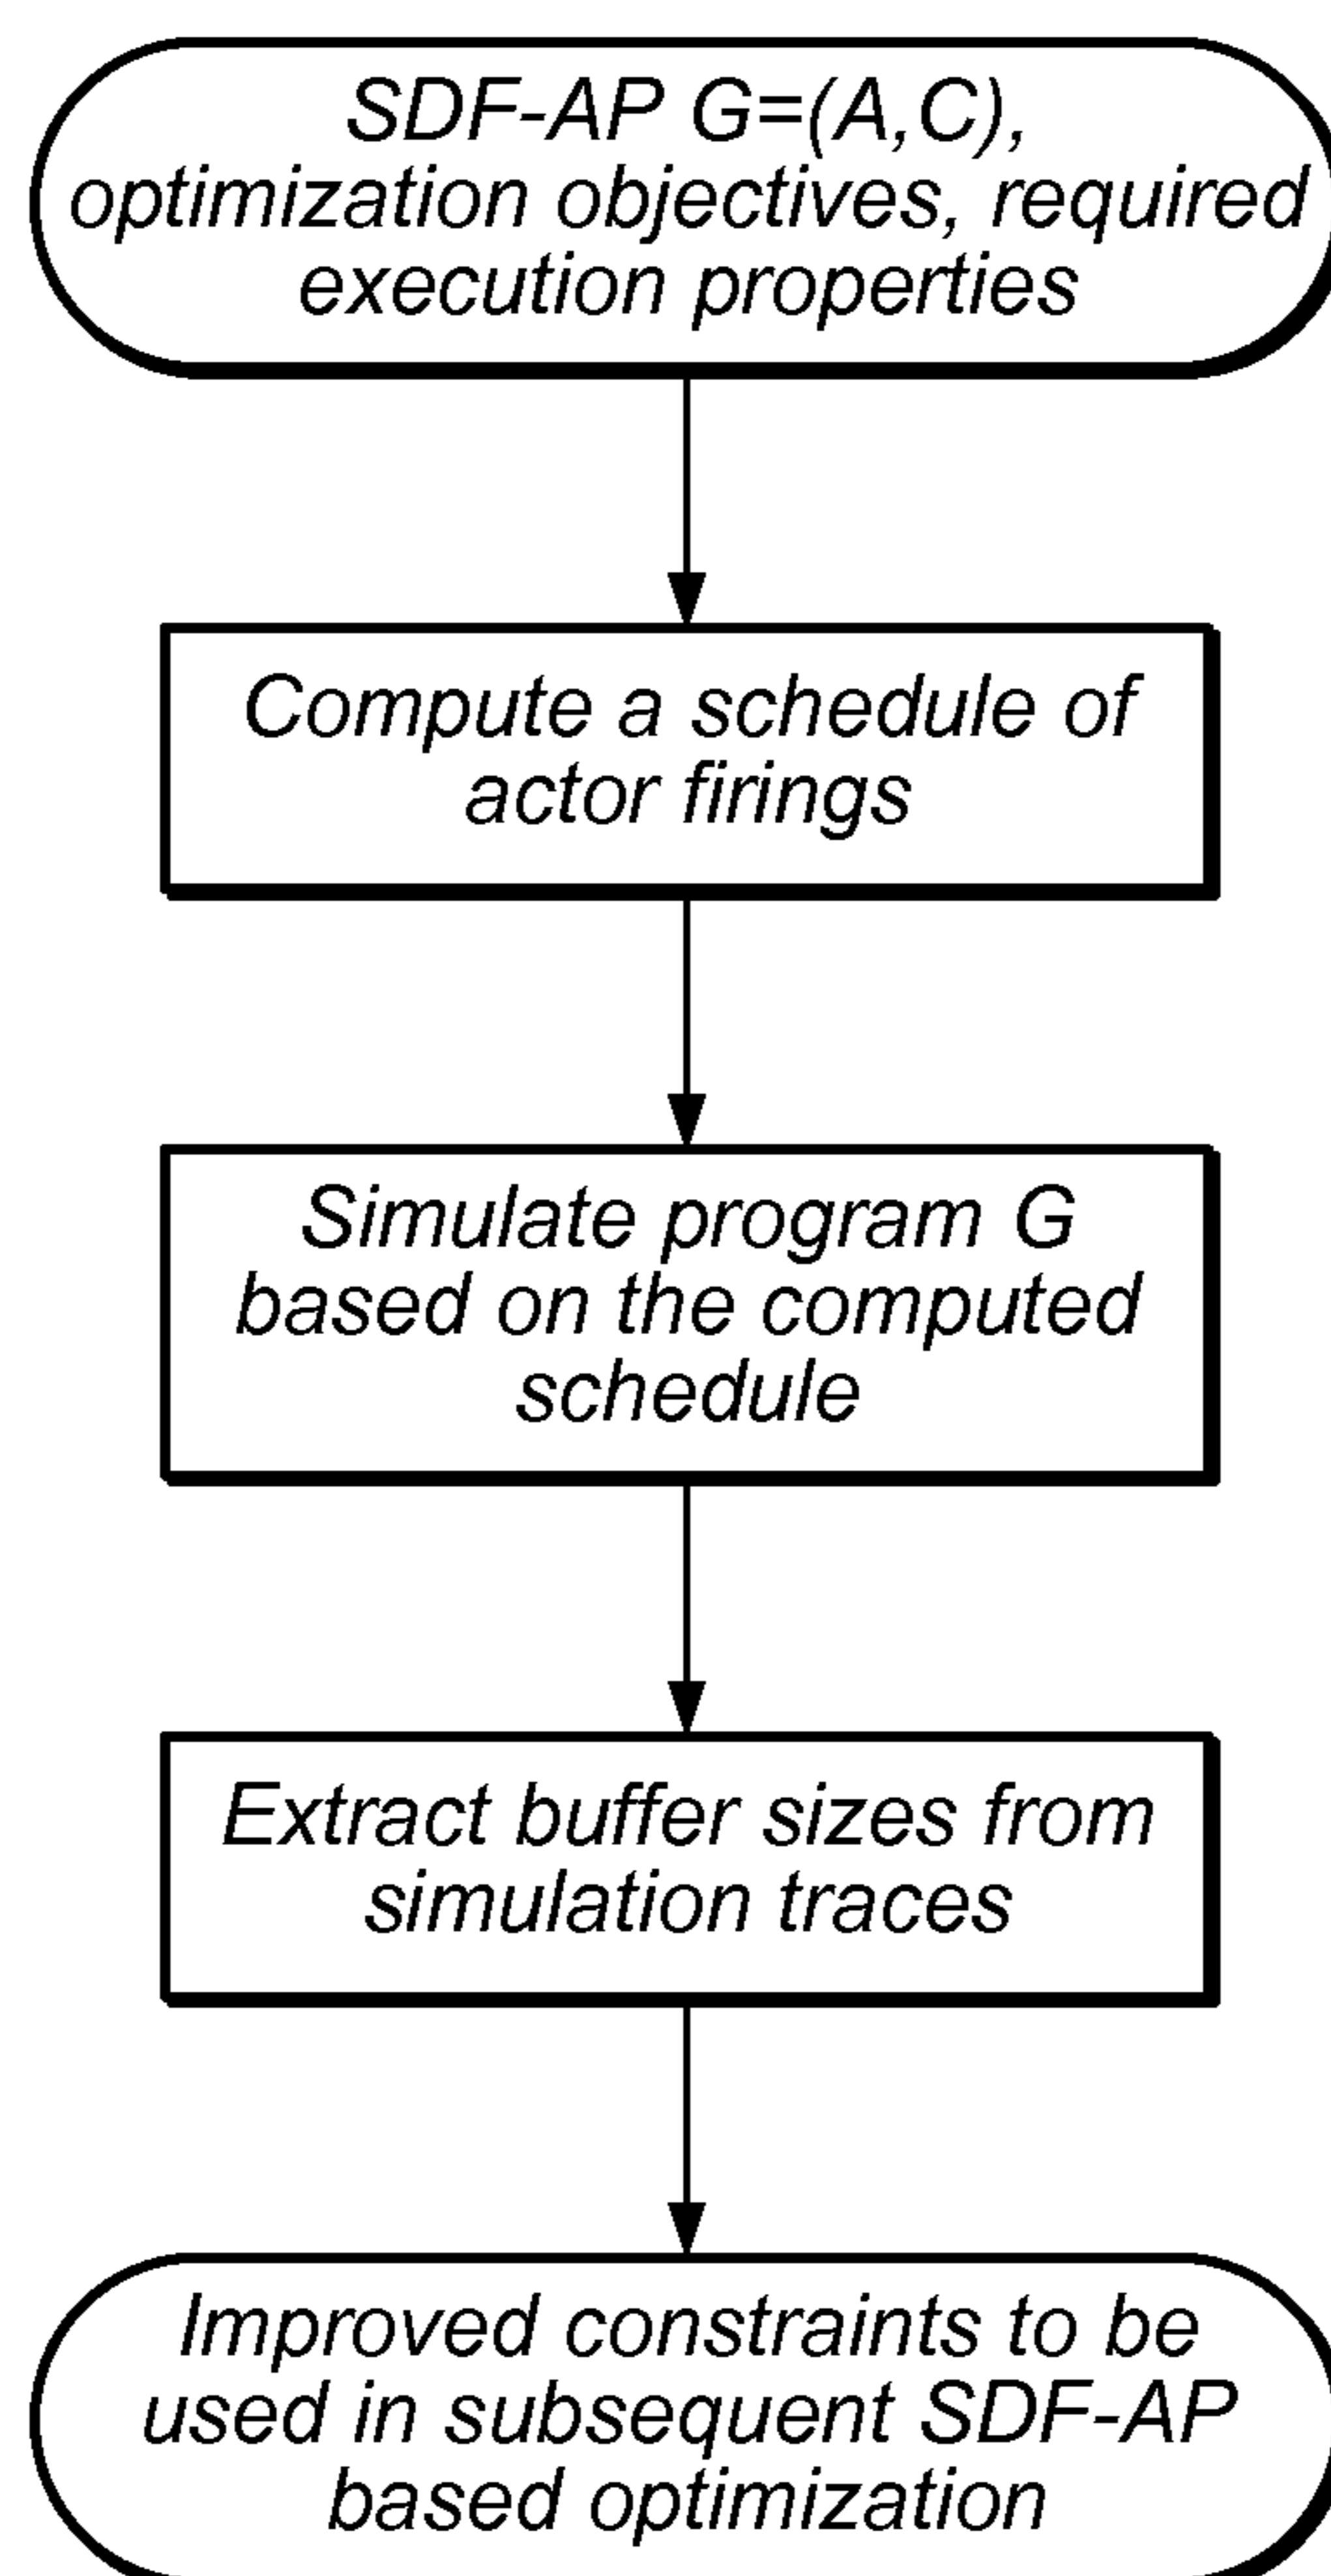 SDF-AP G=(A,C),
optimization objectives, required
execution properties
Compute a schedule of
actor firings
Simulate program G
based on the computed
schedule
Extract buffer sizes from
simulation traces
Improved constraints to be
used in subsequent SDF-AP
based optimization